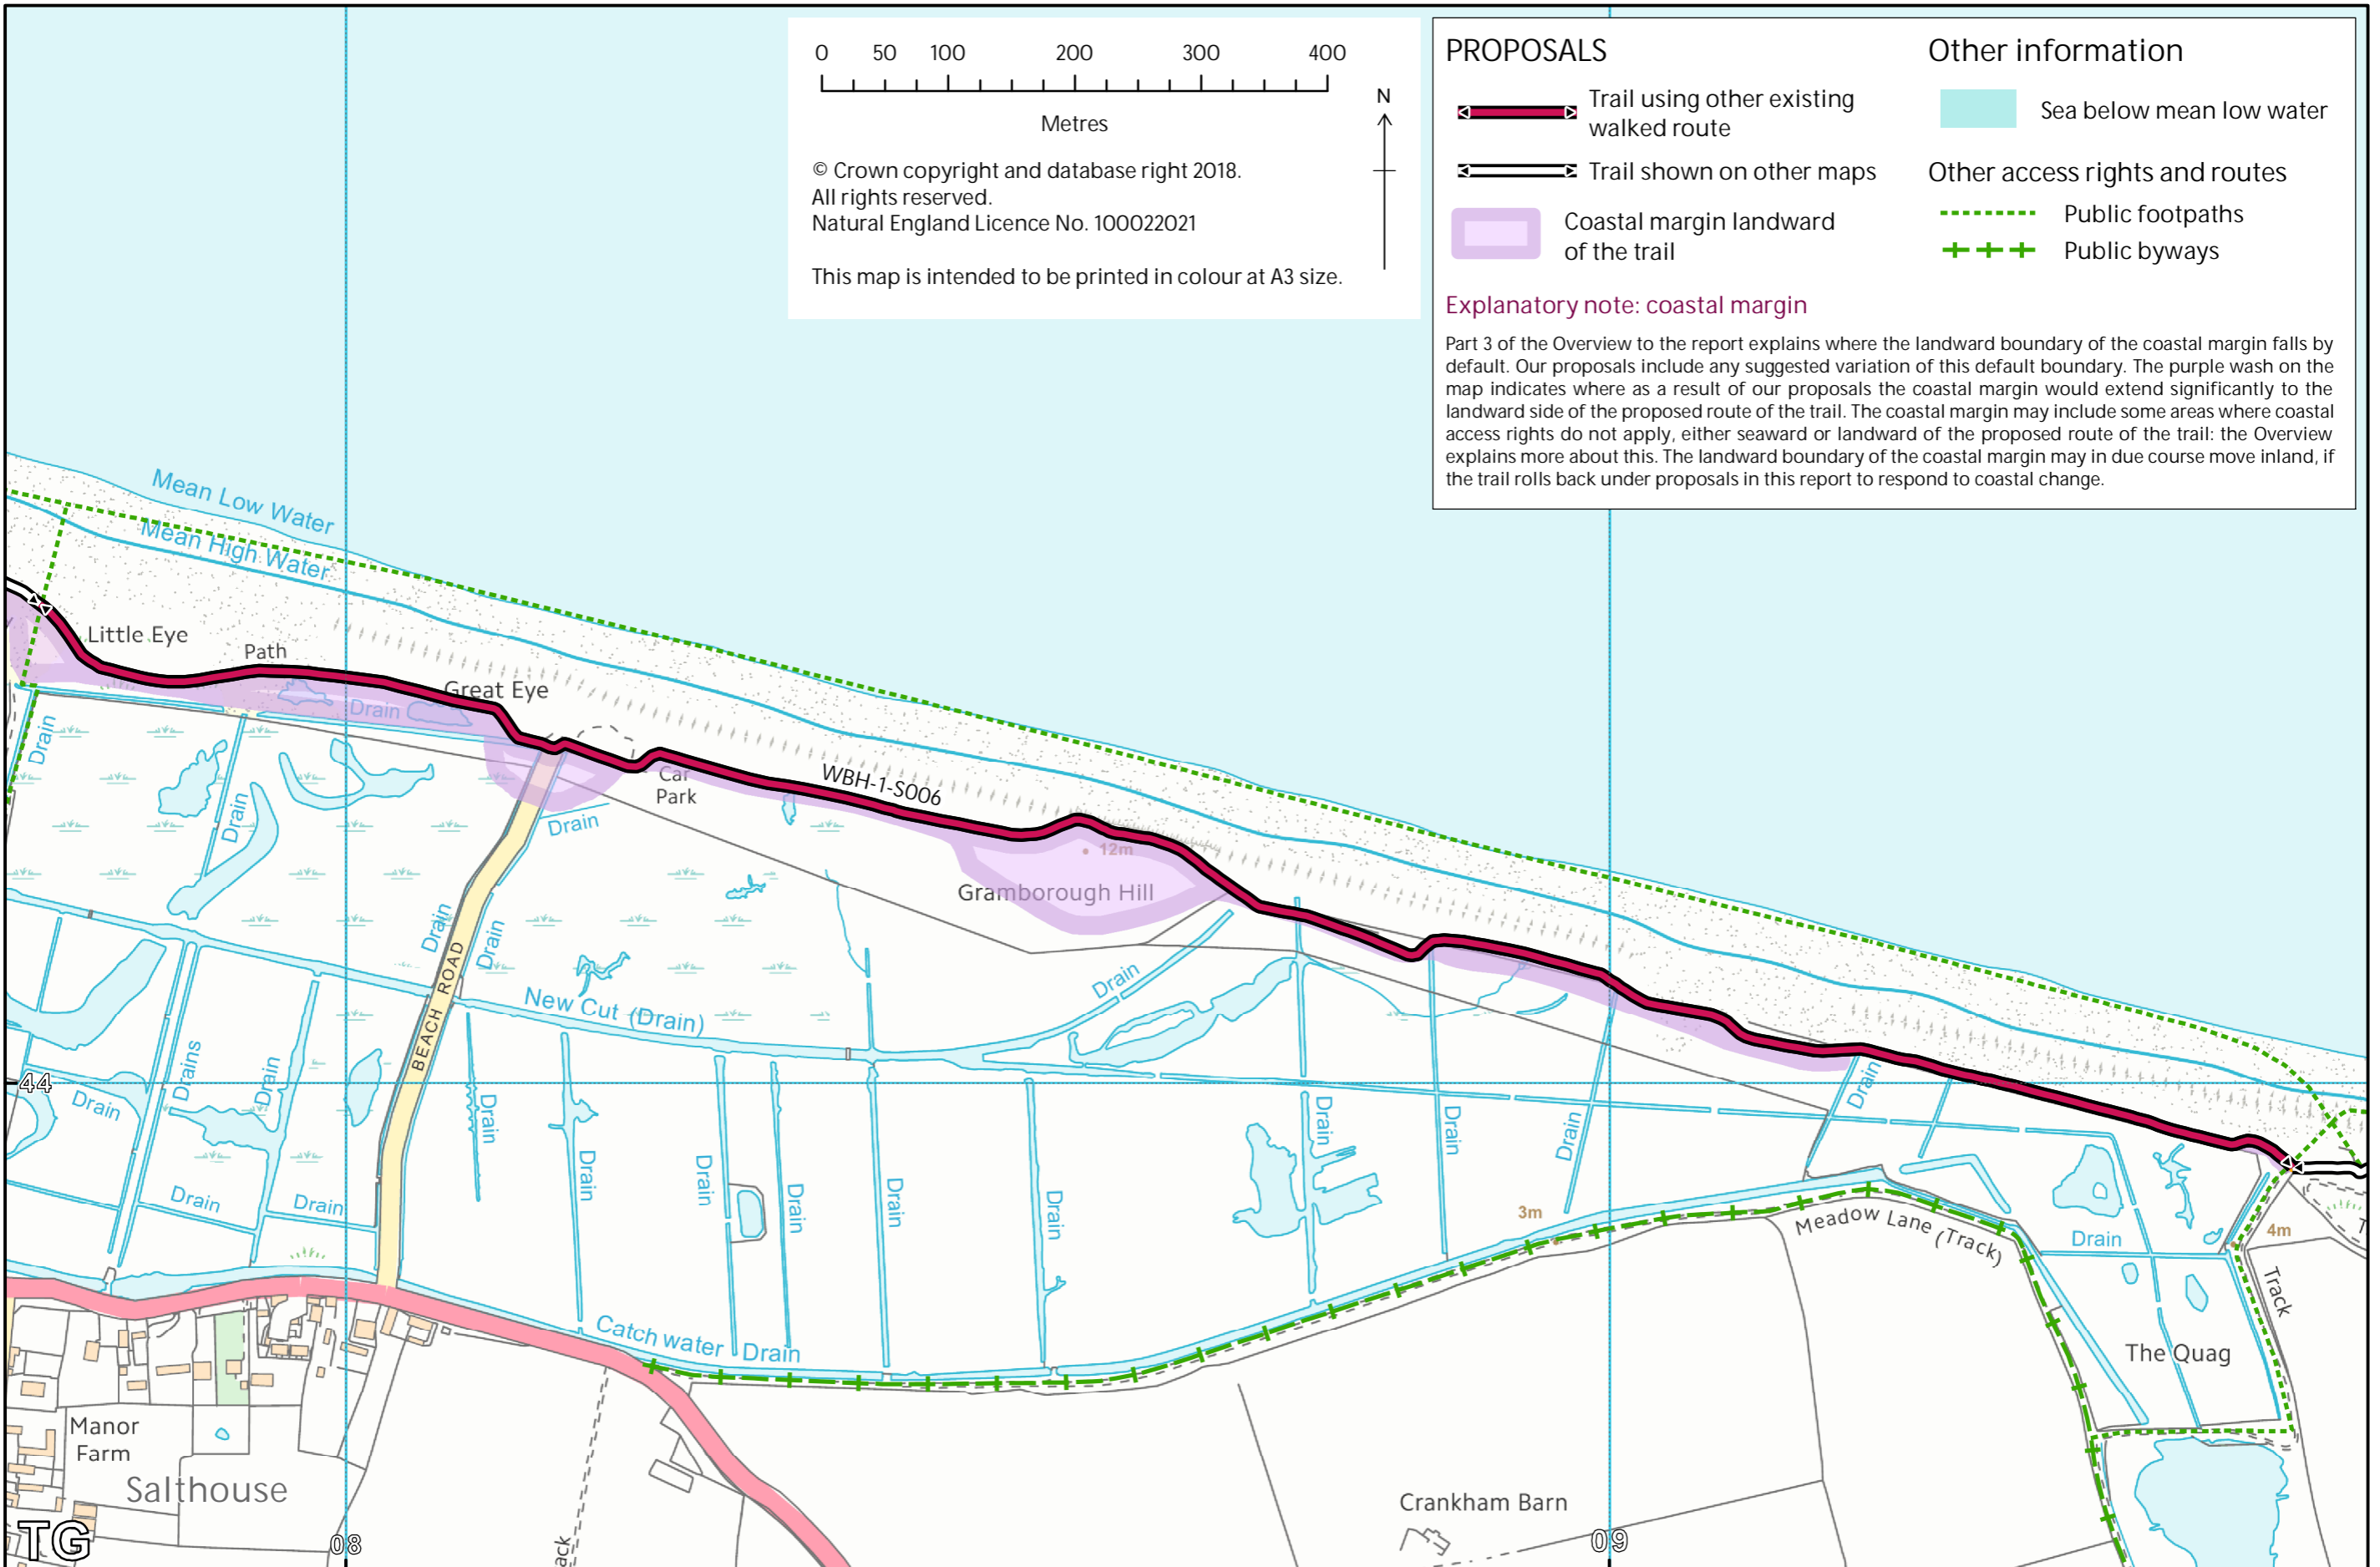 0 50 100 200 300 400
Metres
© Crown copyright and database right 2018.
All rights reserved.
Natural England Licence No. 100022021
This map is intended to be printed in colour at A3 size.
N
PROPOSALS
Trail using other existing
walked route
Trail shown on other maps
Coastal margin landward
of the trail
Other information
Sea below mean low water
Other access rights and routes
Public footpaths
Public byways
Explanatory note: coastal margin
Part 3 of the Overview to the report explains where the landward boundary of the coastal margin falls by
default. Our proposals include any suggested variation of this default boundary. The purple wash on the
map indicates where as a result of our proposals the coastal margin would extend significantly to the
landward side of the proposed route of the trail. The coastal margin may include some areas where coastal
access rights do not apply, either seaward or landward of the proposed route of the trail: the Overview
explains more about this. The landward boundary of the coastal margin may in due course move inland, if
the trail rolls back under proposals in this report to respond to coastal change.
Mean Low Water
Mean High Water
Little Eye
Path
Great Eye
Drain
Drain
Car
Park
WBH-1-S006
12m
Gramborough Hill
Drain
Drain
Drain
Drain
BEACH ROAD
New Cut (Drain)
Drain
44
Drain
Drains
Drain
Drain
Drain
Drain
Drain
Drain
Drain
Drain
Drain
Drain
Drain
Drain
Drain
Drain
3m
Meadow Lane (Track)
Drain
4m
Track
The Quag
Catch water Drain
Manor
Farm
Salthouse
Crankham Barn
TG
08
09
ack
T